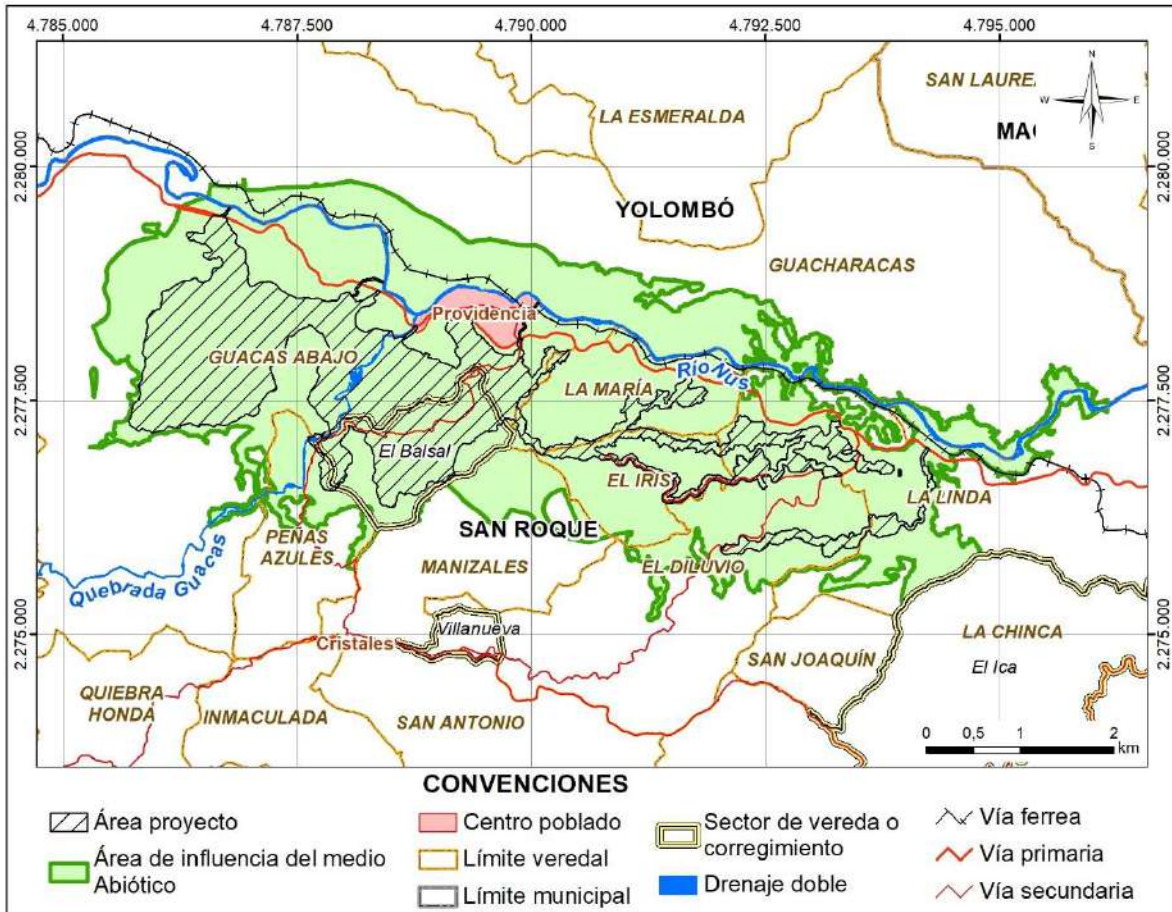 4.785.000
4.787.500
4.790.000
4.792.500
4.795.000
N
W E
S
SAN LAURE
MA
LA ESMERALDA
2.280.000
2.280.000
YOLOMBÓ
GUACHARACAS
Providencia
GUACAS ABAJO
LA MARÍA
Río Nus
2.277.500
2.277.500
El Balsal
EL IRIS
LA LINDA
SAN ROQUE
PEÑAS
AZULES
MANIZALES
EL DILUVIO
Quebrada Guacas
2.275.000
2.275.000
Villanueva
Cristales
LA CHINCA
SAN JOAQUÍN
El Ica
QUIEBRA
HONDA
INMACULADA
SAN ANTONIO
0 0,5 1 2
km
CONVENCIONES
Área proyecto
Área de influencia del medio
Abiótico
Centro poblado
Límite veredal
Límite municipal
Sector de vereda o
corregimiento
Drenaje doble
Vía ferrea
Vía primaria
Vía secundaria